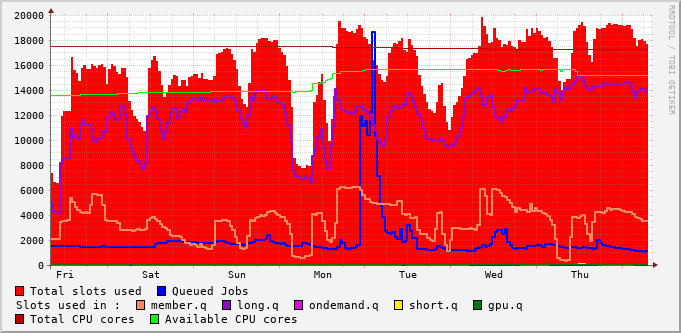 20000
18000
16000
14000
12000
10000
8000
6000
4000
2000
0
Fri Sat Sun Mon Tue Wed Thu
RRDTOOL / TOBI OETIKER
Total slots used Queued Jobs
Slots used in : member.q long.q ondemand.q short.q gpu.q
Total CPU cores Available CPU cores